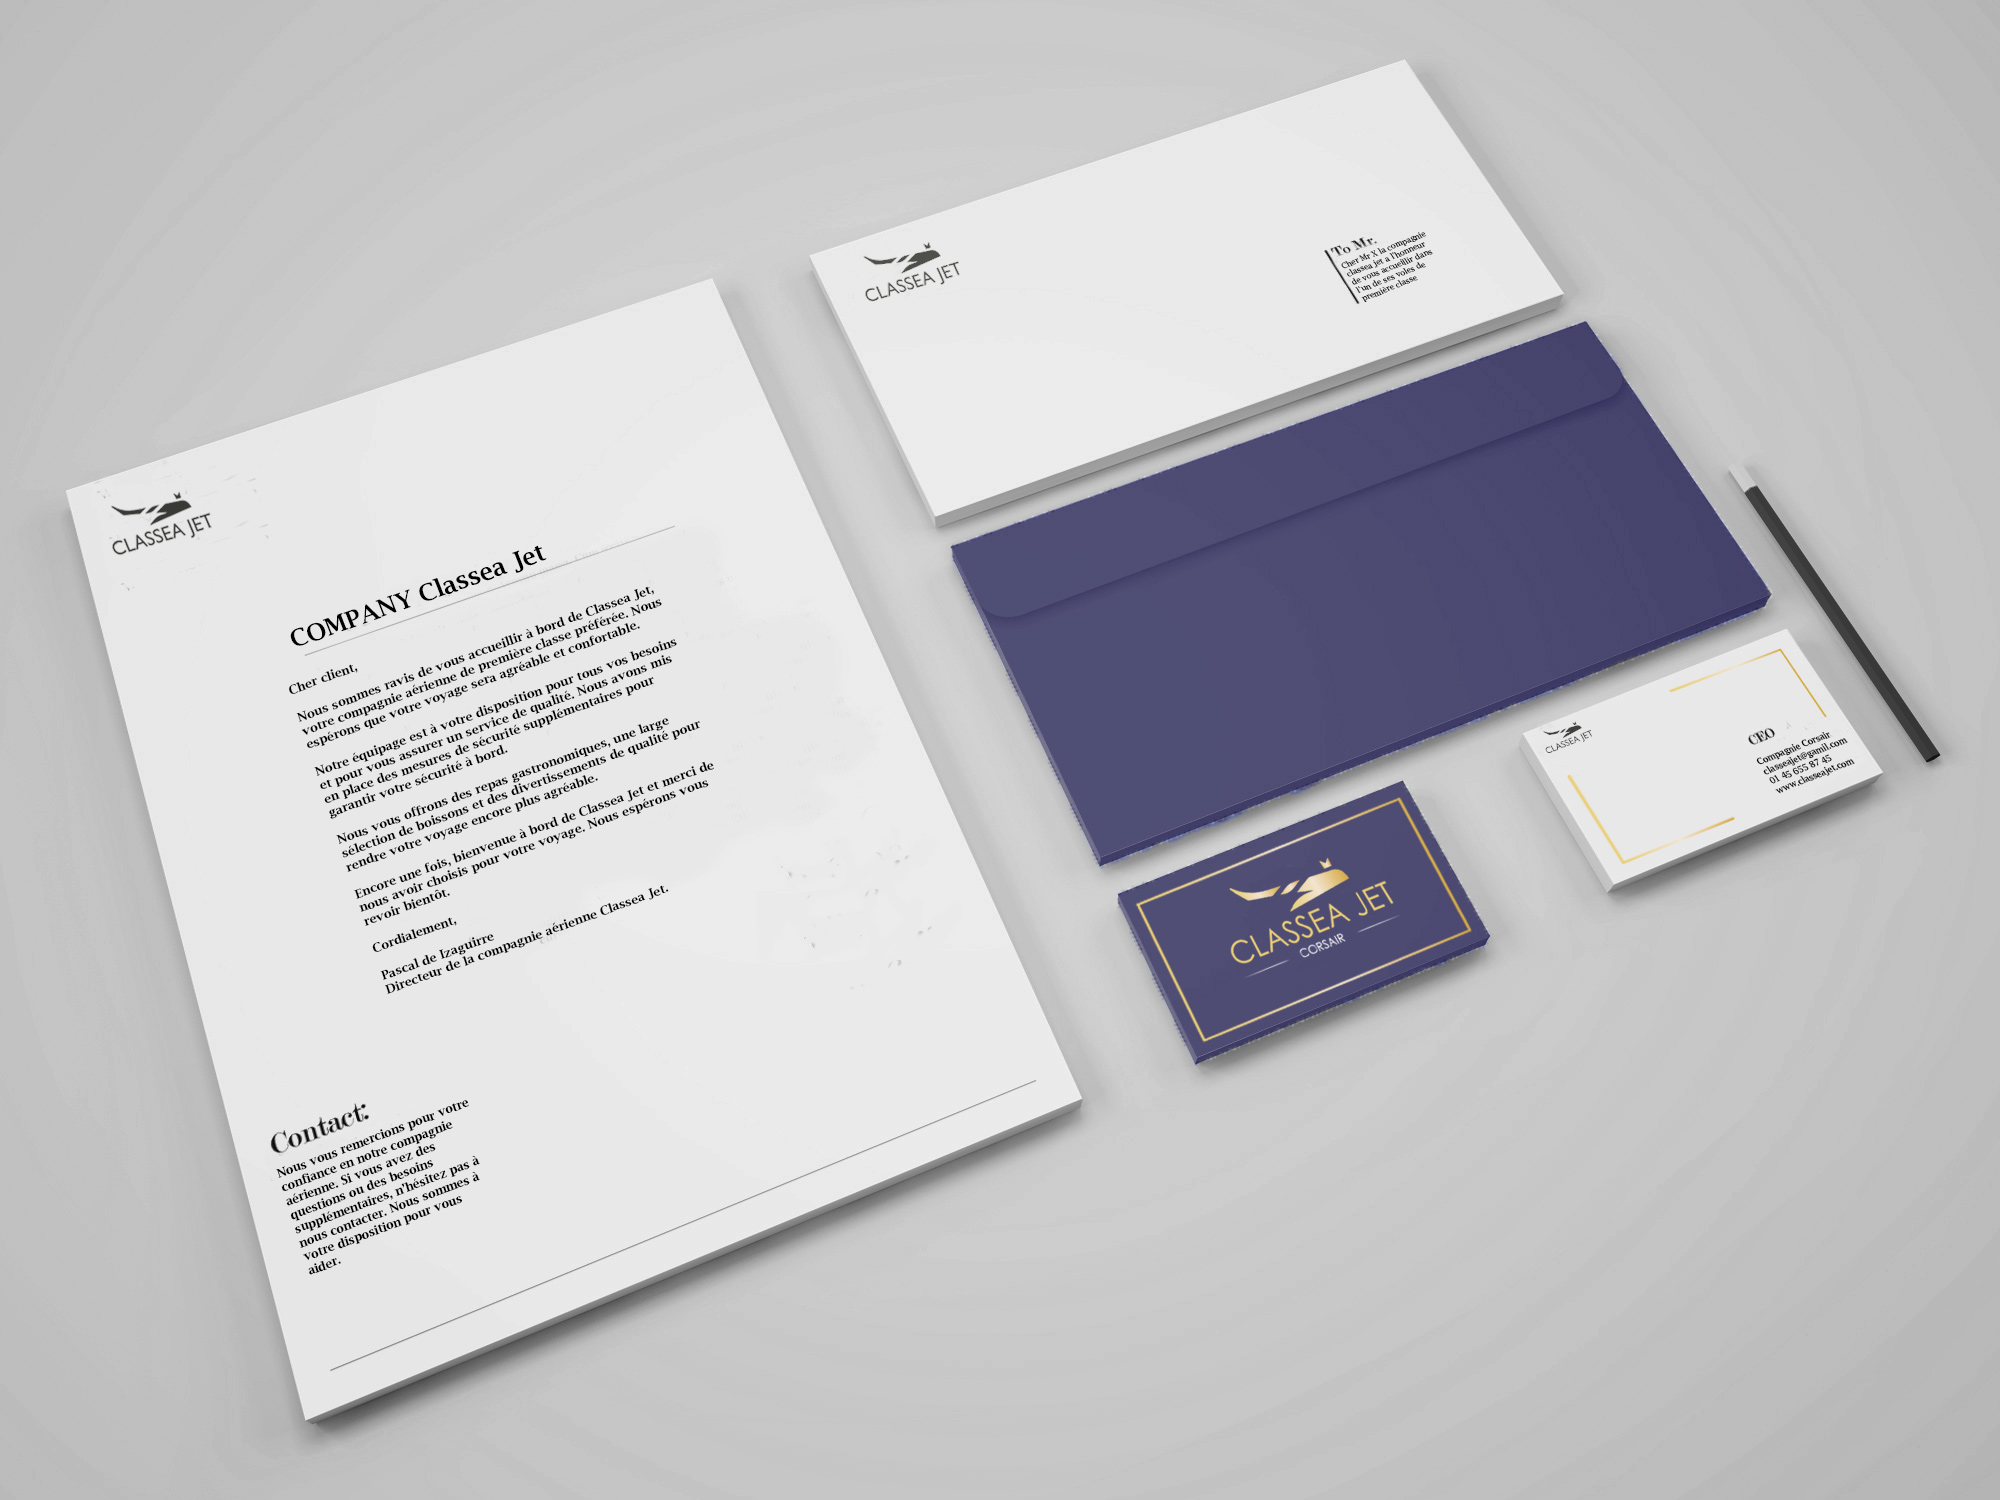 CLASSEA JET
COMPANY Classea Jet
Cher client,
Nous sommes ravis de vous accueillir à bord de Classea Jet,
votre compagnie aérienne de première classe préférée. Nous
espérons que votre voyage sera agréable et confortable.
Notre équipage est à votre disposition pour tous vos besoins
et pour vous assurer un service de qualité. Nous avons mis
en place des mesures de sécurité supplémentaires pour
garantir votre sécurité à bord.
Nous vous offrons des repas gastronomiques, une large
sélection de boissons et des divertissements de qualité pour
rendre votre voyage encore plus agréable.
Encore une fois, bienvenue à bord de Classea Jet et merci de
nous avoir choisis pour votre voyage. Nous espérons vous
revoir bientôt.
Cordialement,
Pascal de Izaguirre
Directeur de la compagnie aérienne Classea Jet.
Contact:
Nous vous remercions pour votre
confiance en notre compagnie
aérienne. Si vous avez des
questions ou des besoins
supplémentaires, n'hésitez pas à
nous contacter. Nous sommes à
votre disposition pour vous
aider.
CLASSEA JET
To Mr.
Cher Mr X la compagnie
classea jet a l'honneur
de vous accueillir dans
l'un de ses voles de
première classe
CLASSEA JET
CORSAIR
CLASSEA JET
CEO
Compagnie Corsair
classeajet@gamil.com
01 45 655 87 45
www.classeajet.com